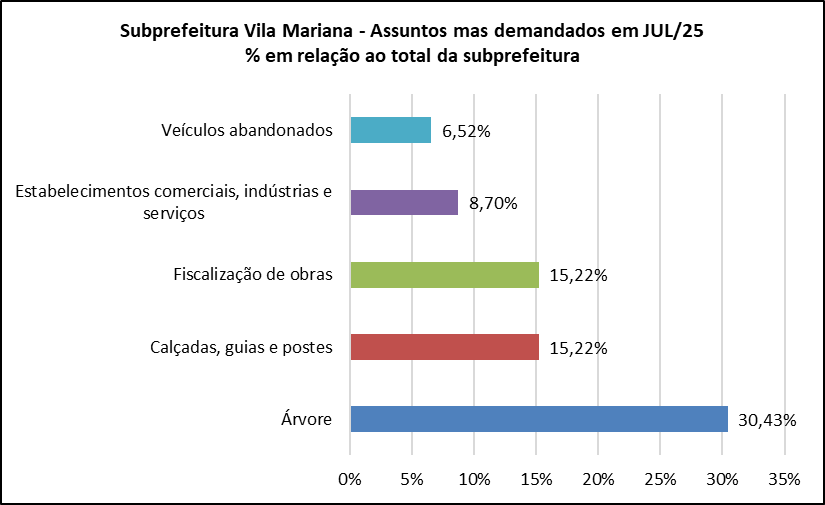 Subprefeitura Vila Mariana - Assuntos mas demandados em JUL/25
% em relação ao total da subprefeitura
Veículos abandonados
6,52%
Estabelecimentos comerciais, indústrias e
serviços
8,70%
Fiscalização de obras
15,22%
Calçadas, guias e postes
15,22%
Árvore
30,43%
0% 5% 10% 15% 20% 25% 30% 35%